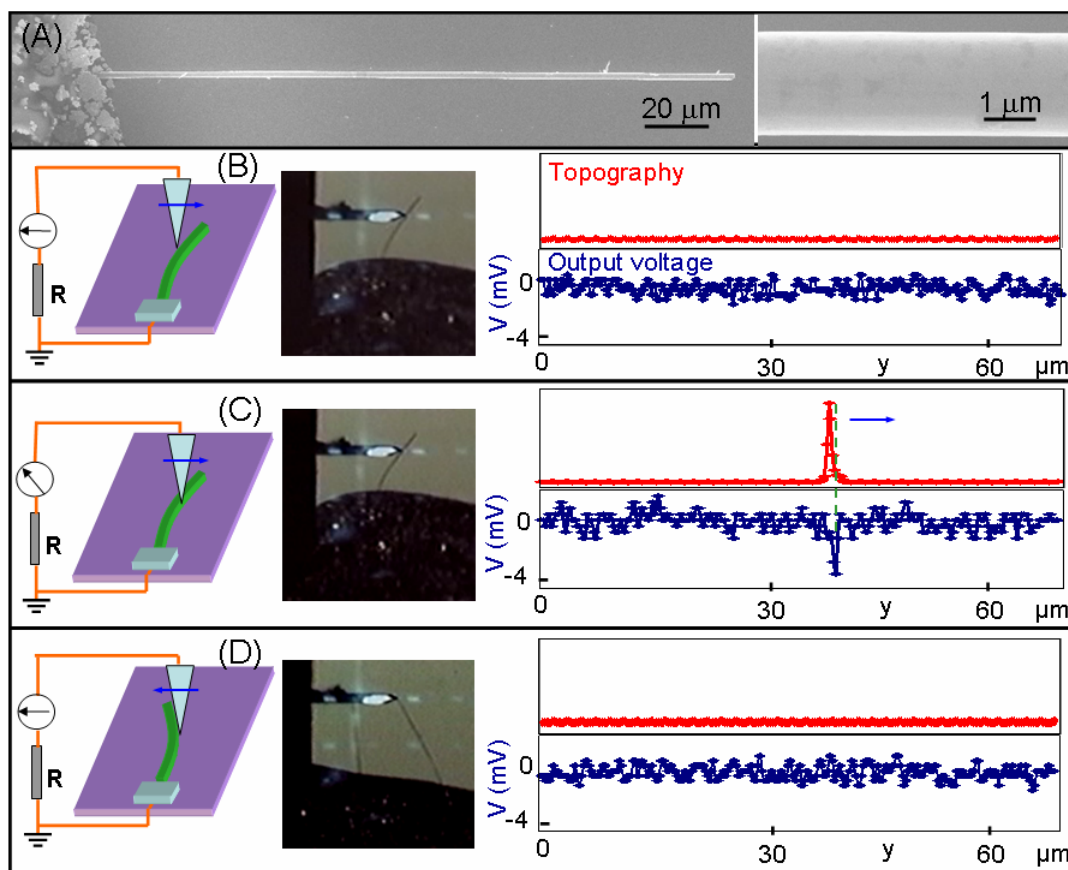 (A)
20 μm
1 μm
(B)
R
Topography
Output voltage
V (mV)
0
-4
0
30
y
60
μm
(C)
R
V (mV)
0
-4
0
30
y
60
μm
(D)
R
V (mV)
0
-4
0
30
y
60
μm